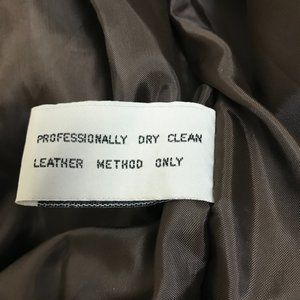 PROFESSIONALLY DRY CLEAN
LEATHER METHOD ONLY